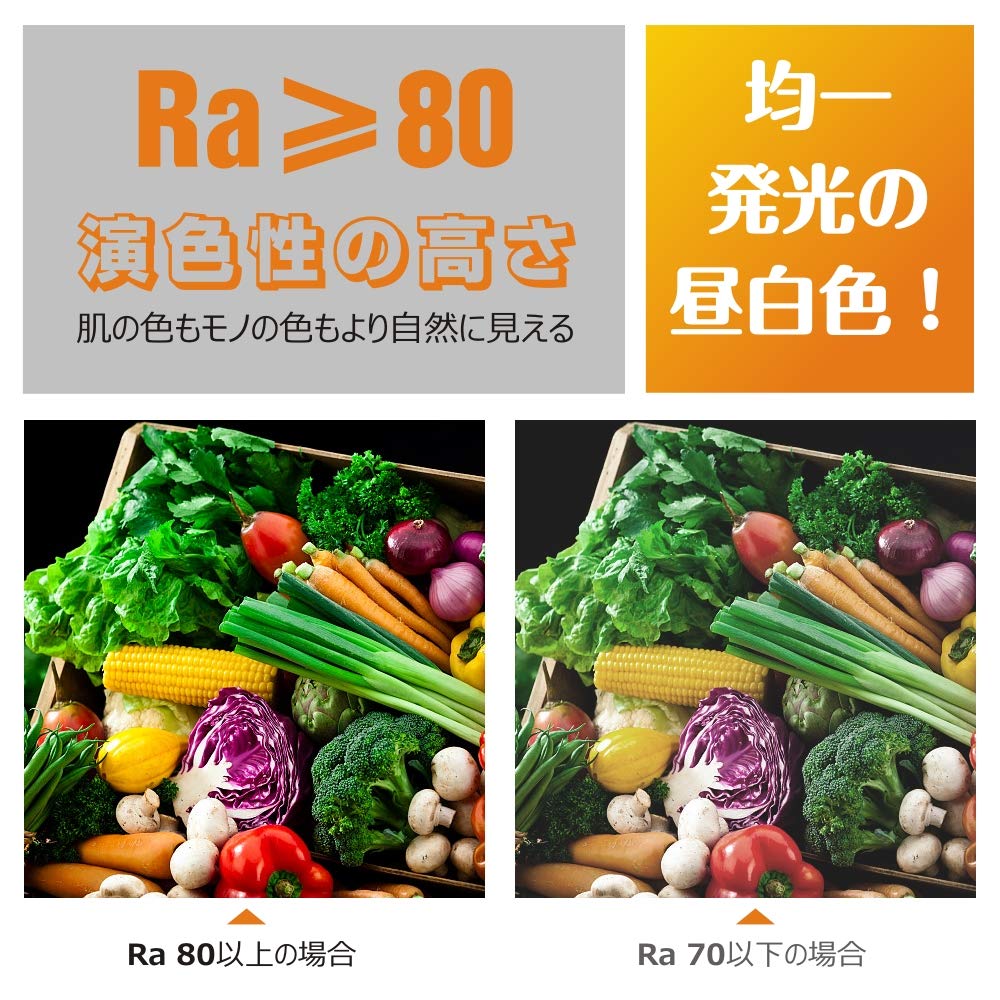 Ra≧80
演色性の高さ
肌の色もモノの色もより自然に見える
均一
発光の
昼白色！
Ra 80以上の場合
Ra 70以下の場合